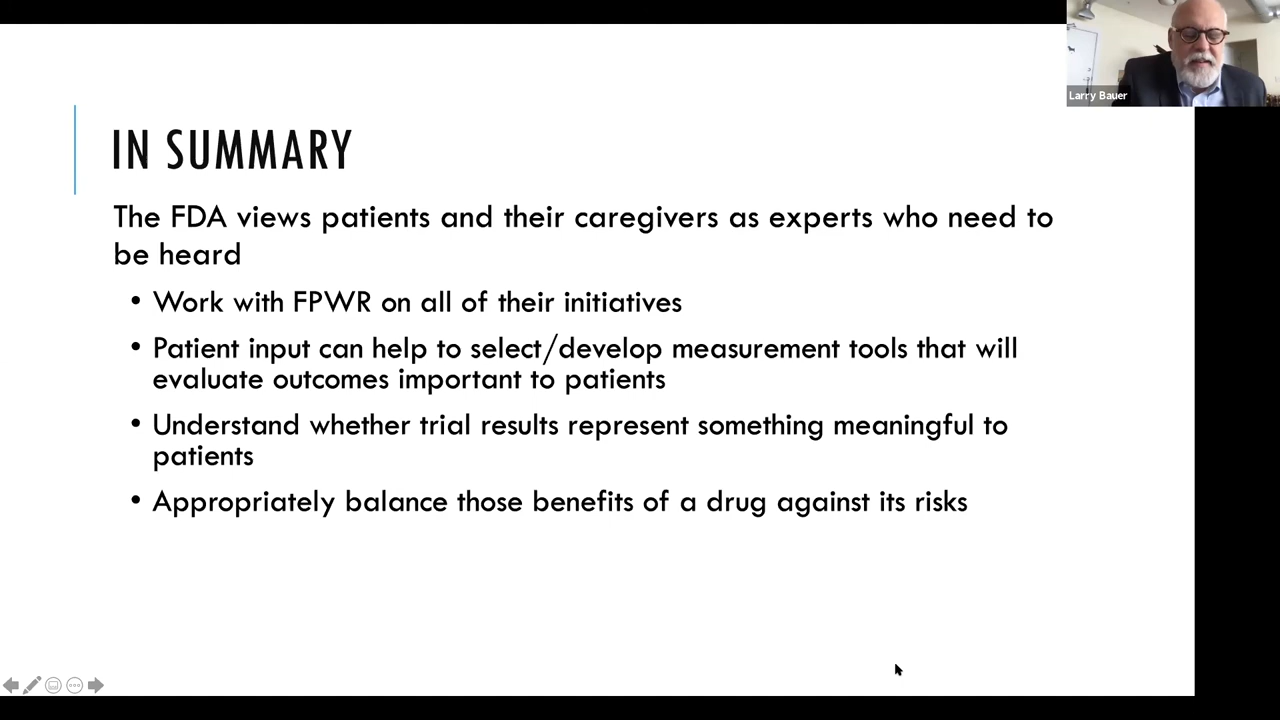 Larry Bauer
IN SUMMARY
The FDA views patients and their caregivers as experts who need to
be heard
• Work with FPWR on all of their initiatives
• Patient input can help to select/develop measurement tools that will
evaluate outcomes important to patients
• Understand whether trial results represent something meaningful to
patients
• Appropriately balance those benefits of a drug against its risks